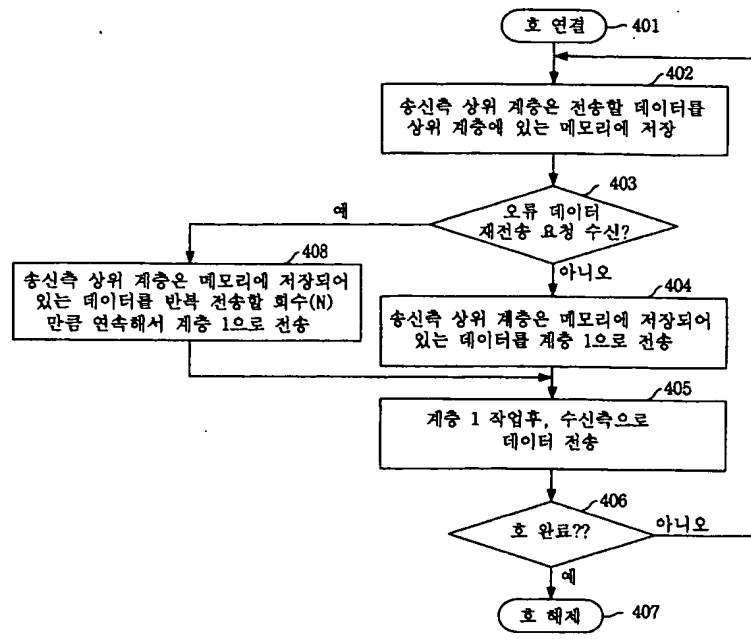 호 연결
401
402
송신측 상위 계층은 전송할 데이터를
상위 계층에 있는 메모리에 저장
403
예
오류 데이터
재전송 요청 수신?
408
아니오
송신측 상위 계층은 메모리에 저장되어
있는 데이터를 반복 전송할 회수(N)
만큼 연속해서 계층 1으로 전송
404
송신측 상위 계층은 메모리에 저장되어
있는 데이터를 계층 1으로 전송
405
계층 1 작업후, 수신측으로
데이터 전송
406
호 완료??
아니오
예
호 해제
407